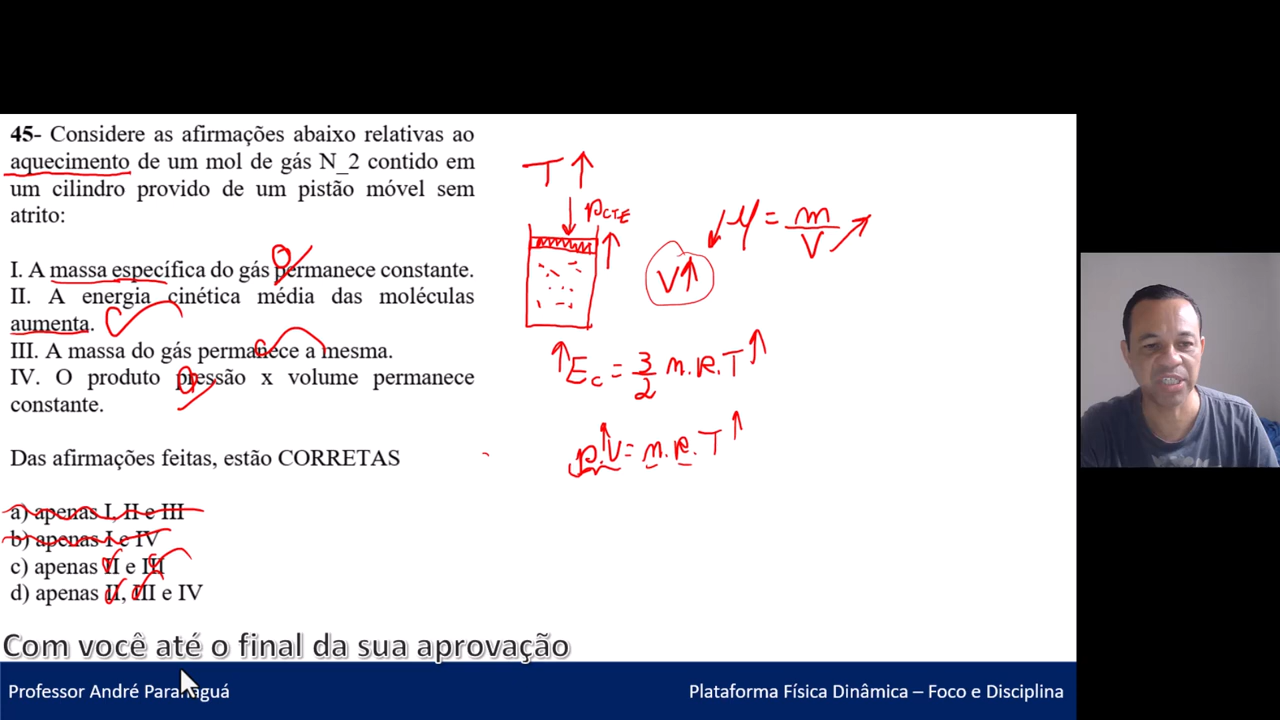 45- Considere as afirmações abaixo relativas ao
aquecimento de um mol de gás N_2 contido em
um cilindro provido de um pistão móvel sem
atrito:
I. A massa específica do gás permanece constante.
II. A energia cinética média das moléculas
aumenta.
III. A massa do gás permanece a mesma.
IV. O produto pressão x volume permanece
constante.
Das afirmações feitas, estão CORRETAS
a) apenas I, II e III
b) apenas I e IV
c) apenas II e III
d) apenas II, III e IV
T ↑
PCTE
V↑
μ = m/V
↑Ec = 3/2 n.R.T↑
p.V = n.R.T↑
Com você até o final da sua aprovação
Professor André Paranaguá
Plataforma Física Dinâmica – Foco e Disciplina